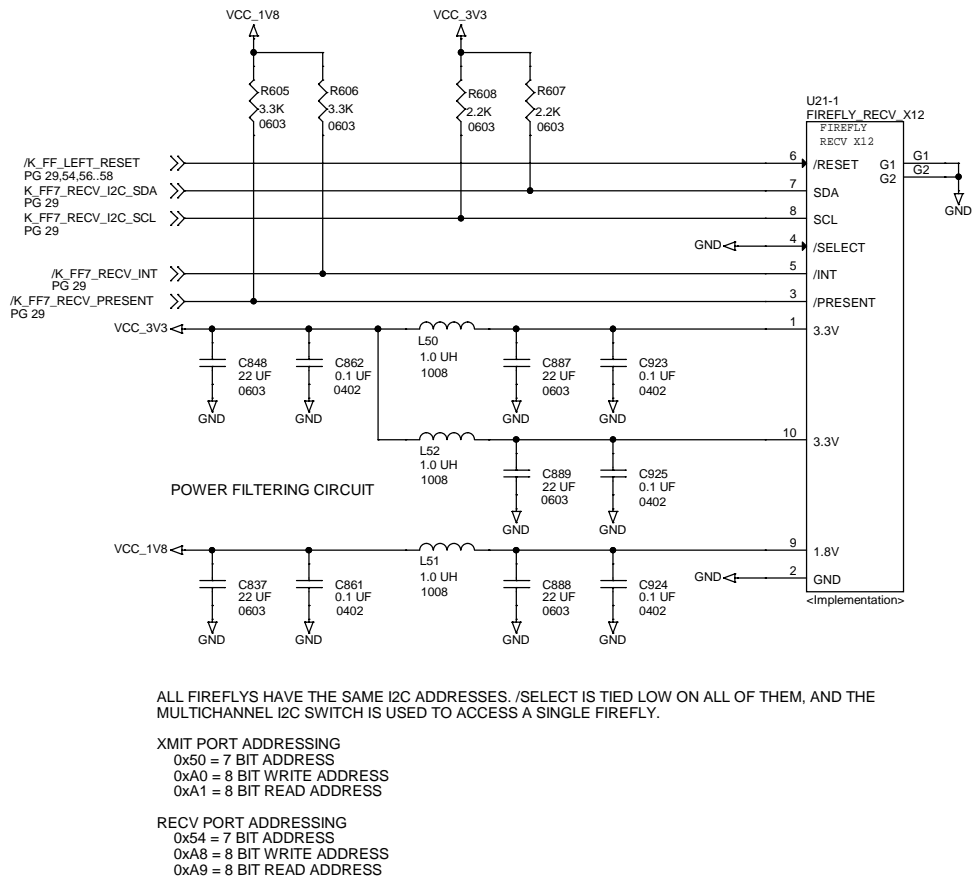 VCC_1V8
VCC_3V3
R605
3.3K
0603
R606
3.3K
0603
R608
2.2K
0603
R607
2.2K
0603
U21-1
FIREFLY_RECV_X12
FIREFLY
RECV X12
/K_FF_LEFT_RESET
PG 29,54,56..58
6
/RESET
G1
G1
G2
G2
GND
K_FF7_RECV_I2C_SDA
PG 29
7
SDA
K_FF7_RECV_I2C_SCL
PG 29
8
SCL
GND
4
/SELECT
/K_FF7_RECV_INT
PG 29
5
/INT
/K_FF7_RECV_PRESENT
PG 29
3
/PRESENT
VCC_3V3
L50
1.0 UH
1008
1
3.3V
C848
22 UF
0603
GND
C862
0.1 UF
0402
GND
C887
22 UF
0603
GND
C923
0.1 UF
0402
GND
L52
1.0 UH
1008
10
3.3V
C889
22 UF
0603
GND
C925
0.1 UF
0402
GND
POWER FILTERING CIRCUIT
VCC_1V8
L51
1.0 UH
1008
9
1.8V
GND
2
GND
<Implementation>
C837
22 UF
0603
GND
C861
0.1 UF
0402
GND
C888
22 UF
0603
GND
C924
0.1 UF
0402
GND
ALL FIREFLYS HAVE THE SAME I2C ADDRESSES. /SELECT IS TIED LOW ON ALL OF THEM, AND THE
MULTICHANNEL I2C SWITCH IS USED TO ACCESS A SINGLE FIREFLY.
XMIT PORT ADDRESSING
0x50 = 7 BIT ADDRESS
0xA0 = 8 BIT WRITE ADDRESS
0xA1 = 8 BIT READ ADDRESS
RECV PORT ADDRESSING
0x54 = 7 BIT ADDRESS
0xA8 = 8 BIT WRITE ADDRESS
0xA9 = 8 BIT READ ADDRESS